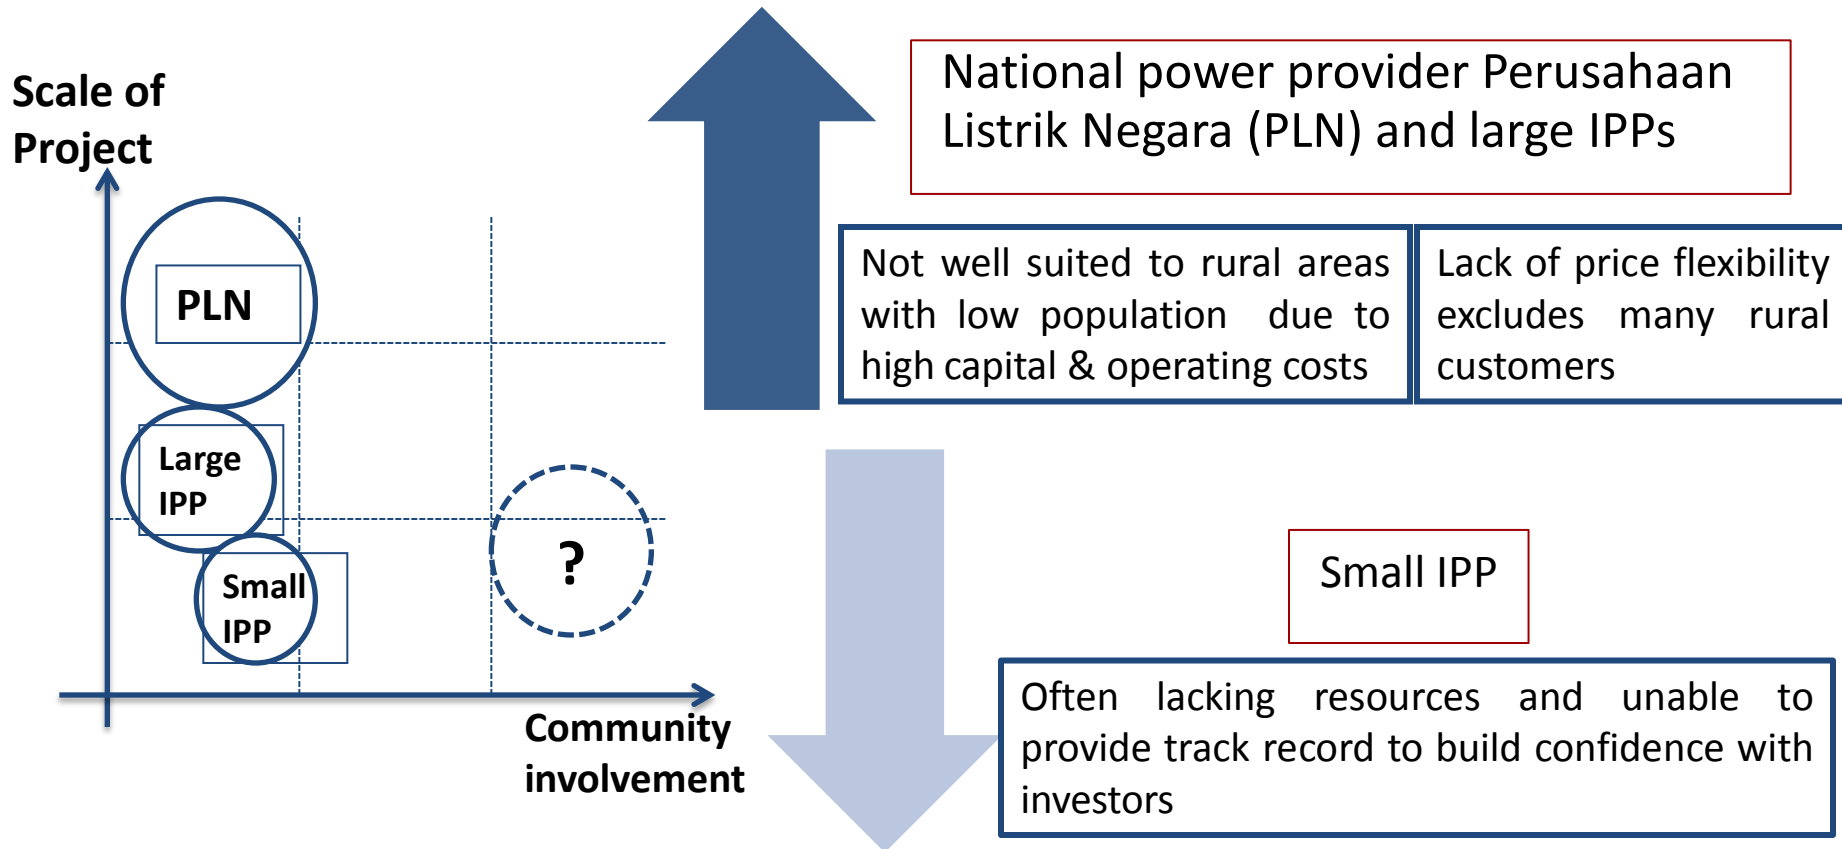 Scale of
Project
PLN
Large
IPP
Small
IPP
?
Community
involvement
National power provider Perusahaan
Listrik Negara (PLN) and large IPPs
Not well suited to rural areas
with low population due to
high capital & operating costs
Lack of price flexibility
excludes many rural
customers
Small IPP
Often lacking resources and unable to
provide track record to build confidence with
investors